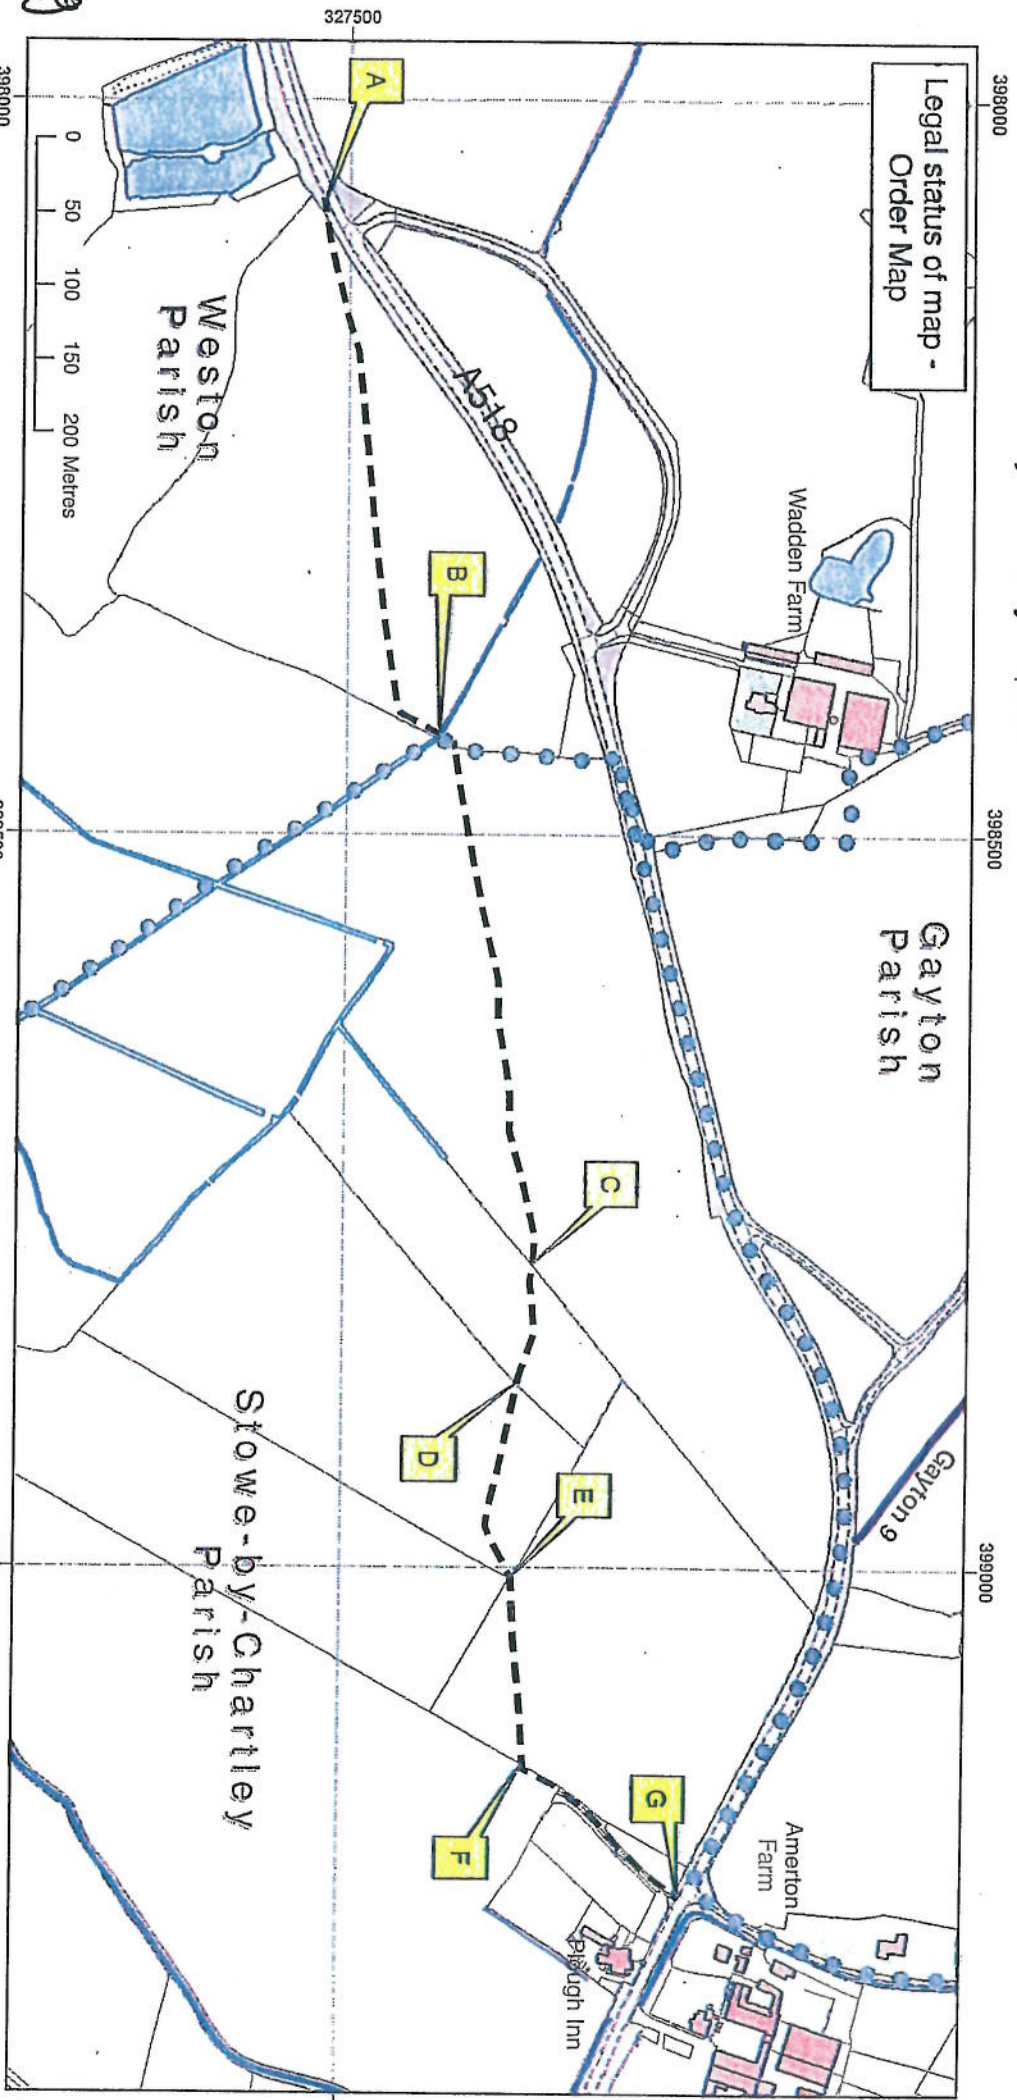 Legal status of map -
Order Map
398000
398500
399000
327500
398000
A
B
C
D
E
F
G
A518
Wadden Farm
Gayton
Parish
Gayton 9
Weston
Parish
Stowe-by-Chartley
Parish
Amerton
Farm
Plough Inn
0 50 100 150 200 Metres